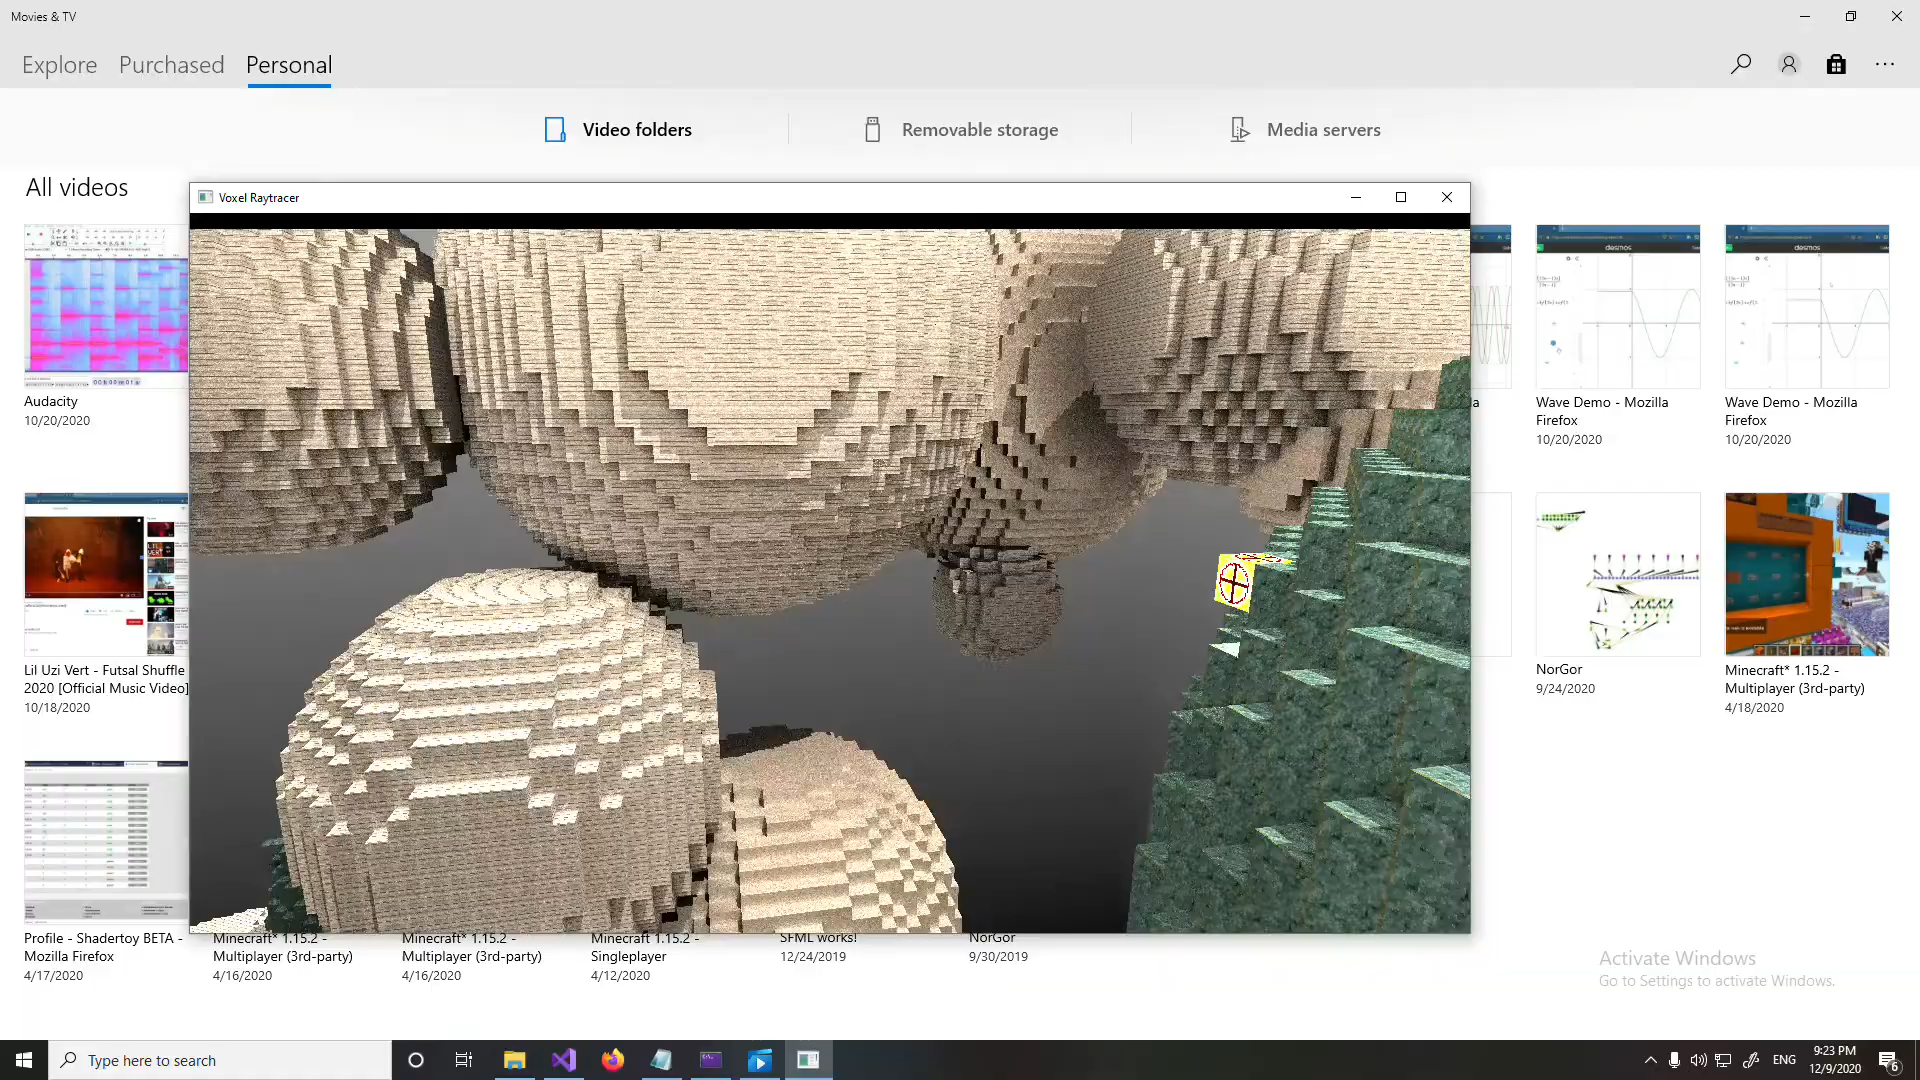 Movies & TV
Explore Purchased Personal
Video folders Removable storage Media servers
All videos
Voxel Raytracer
desmos
desmos
Audacity
10/20/2020
Wave Demo - Mozilla
Firefox
10/20/2020
Wave Demo - Mozilla
Firefox
10/20/2020
Lil Uzi Vert - Futsal Shuffle
2020 [Official Music Video]
10/18/2020
NorGor
9/24/2020
Minecraft* 1.15.2 -
Multiplayer (3rd-party)
4/18/2020
Profile - Shadertoy BETA -
Mozilla Firefox
4/17/2020
Minecraft* 1.15.2 -
Multiplayer (3rd-party)
4/16/2020
Minecraft* 1.15.2 -
Multiplayer (3rd-party)
4/16/2020
Minecraft 1.15.2 -
Singleplayer
4/12/2020
SFML works!
12/24/2019
NorGor
9/30/2019
Activate Windows
Go to Settings to activate Windows.
Type here to search
ENG
9:23 PM
12/9/2020
6